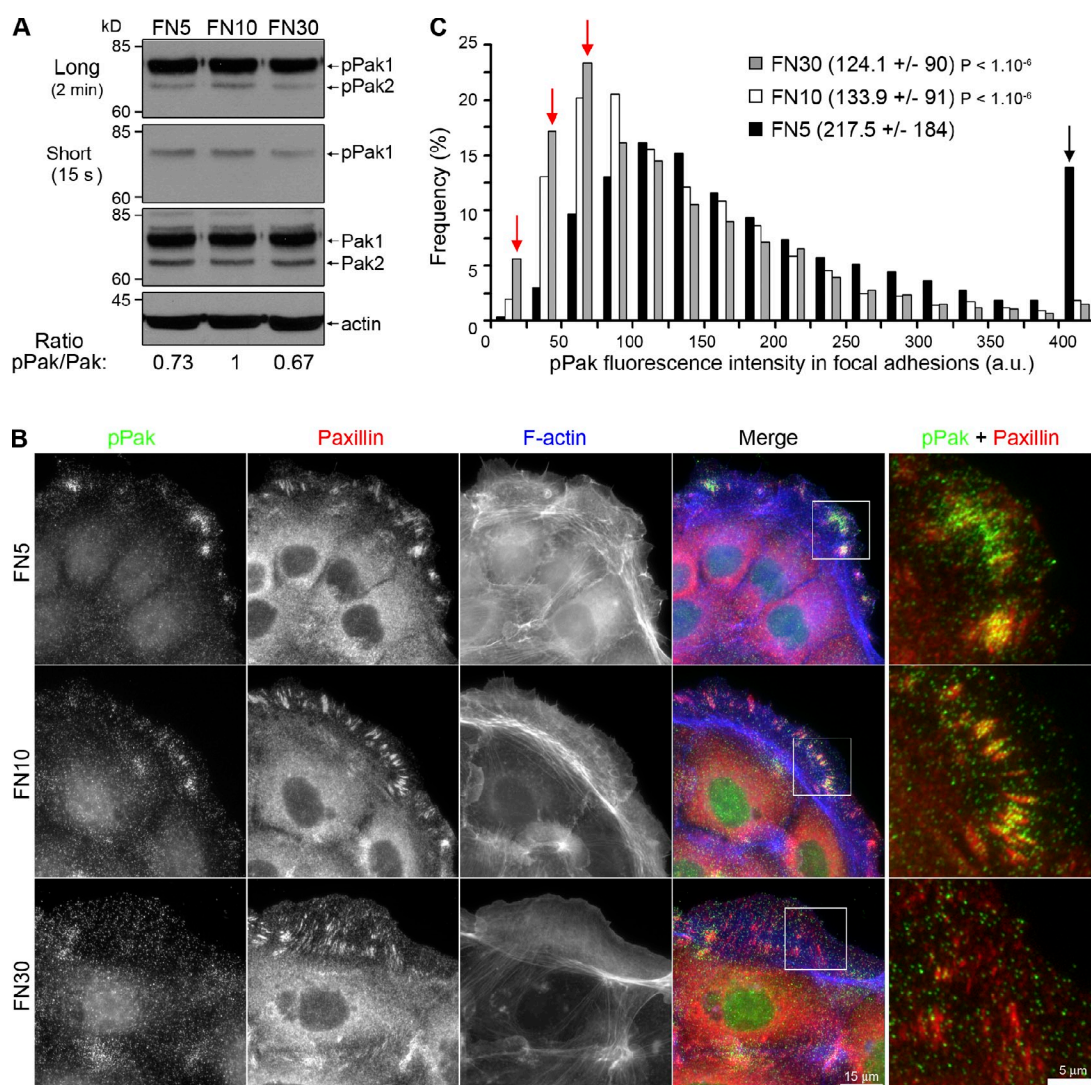 A
kD
FN5 FN10 FN30
Long
(2 min)
85
60
pPak1
pPak2
Short
(15 s)
60
pPak1
85
60
Pak1
Pak2
45
actin
Ratio
pPak/Pak:
0.73 1 0.67
C
Frequency (%)
25
20
15
10
5
0
FN30 (124.1 +/- 90) P < 1.10-6
FN10 (133.9 +/- 91) P < 1.10-6
FN5 (217.5 +/- 184)
0 50 100 150 200 250 300 350 400
pPak fluorescence intensity in focal adhesions (a.u.)
B
pPak Paxillin F-actin Merge pPak + Paxillin
FN5
FN10
FN30
15 µm
5 µm